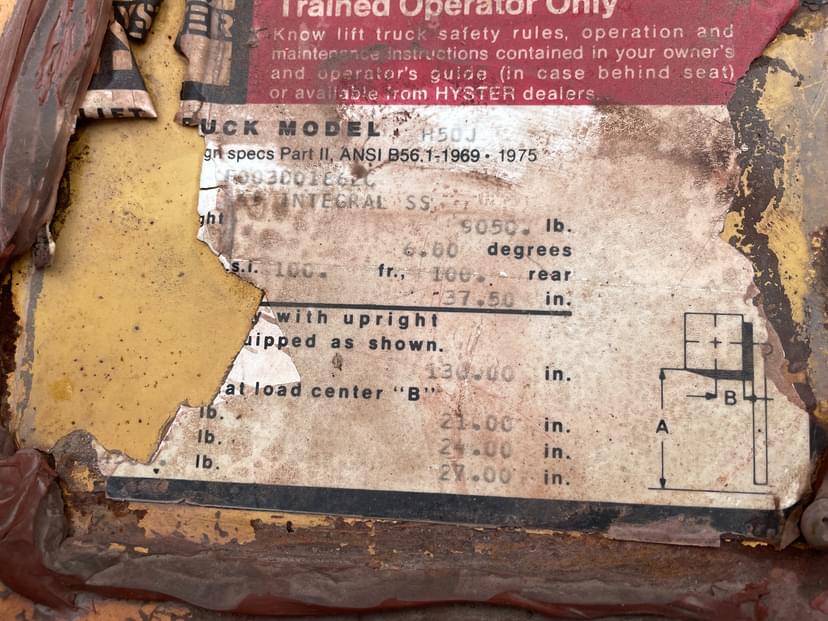 Trained Operator Only
Know lift truck safety rules, operation and
maintenance instructions contained in your owner's
and operator's guide (in case behind seat)
or available from HYSTER dealers.
ER
LIFT
UCK MODEL H50J
gn specs Part II, ANSI B56.1-1969 • 1975
INTEGRAL SS
ght 9050. lb.
6.00 degrees
s.i. 100. fr., 100. rear
37.50 in.
y with upright
uipped as shown.
130.00 in.
at load center "B"
lb. 21.00 in.
lb. 24.00 in.
lb. 27.00 in.
A
B